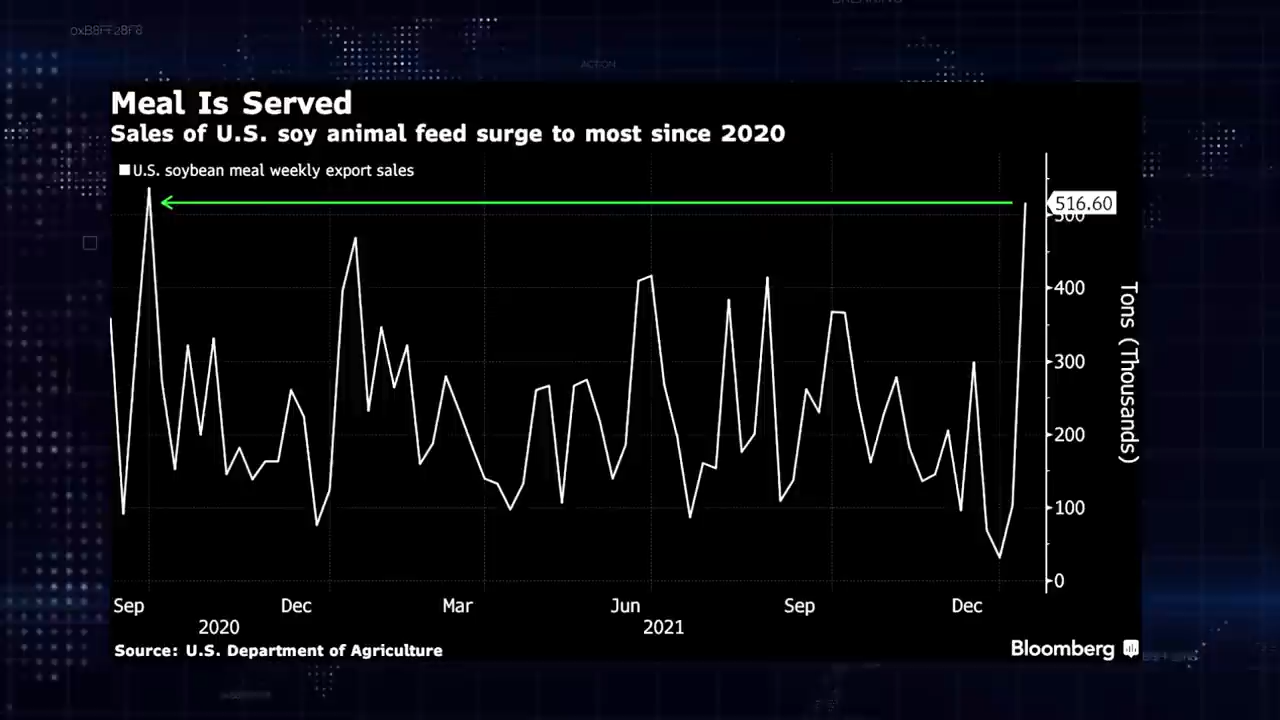 0xB8FF28F8
ACTION
Meal Is Served
Sales of U.S. soy animal feed surge to most since 2020
U.S. soybean meal weekly export sales
516.60
500
400
300
200
100
0
Tons (Thousands)
Sep Dec Mar Jun Sep Dec
2020 2021
Source: U.S. Department of Agriculture
Bloomberg